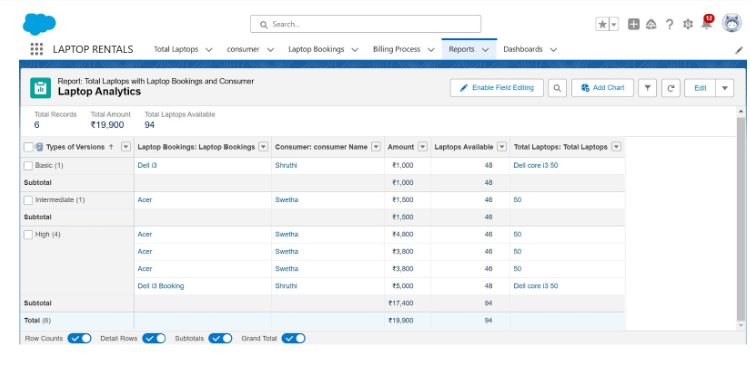 Search...
12
LAPTOP RENTALS Total Laptops consumer Laptop Bookings Billing Process Reports Dashboards
Report: Total Laptops with Laptop Bookings and Consumer
Laptop Analytics
Enable Field Editing Add Chart Edit
Total Records Total Amount Total Laptops Available
6 ₹19,900 94
Types of Versions ↑ Laptop Bookings: Laptop Bookings Consumer: consumer Name Amount Laptops Available Total Laptops: Total Laptops
Basic (1) Dell i3 Shruthi ₹1,000 48 Dell core i3 50
Subtotal ₹1,000 48
Intermediate (1) Acer Swetha ₹1,500 46 50
Subtotal ₹1,500 46
High (4) Acer Swetha ₹4,800 46 50
Acer Swetha ₹3,800 46 50
Acer Swetha ₹3,800 46 50
Dell i3 Booking Shruthi ₹5,000 48 Dell core i3 50
Subtotal ₹17,400 94
Total (6) ₹19,900 94
Row Counts Detail Rows Subtotals Grand Total